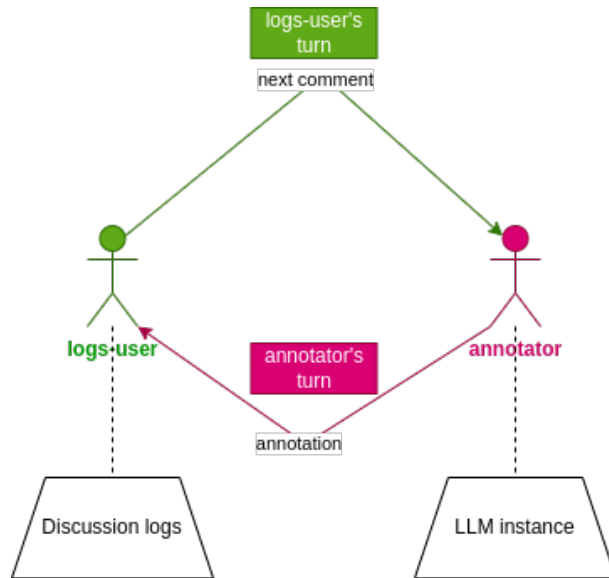 logs-user's
turn
next comment
logs-user
annotator
annotator's
turn
annotation
Discussion logs
LLM instance